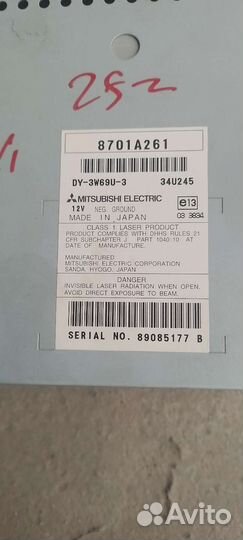 252
8701A261
DY-3W69U-3 34U245
MITSUBISHI ELECTRIC
12V NEG. GROUND
MADE IN JAPAN
e13
03 3634
CLASS 1 LASER PRODUCT
PRODUCT COMPLIES WITH DHHS RULES 21
CFR SUBCHAPTER J PART 1040.10 AT
DATE OF MANUFACTURE.
MANUFACTURED:
MITSUBISHI ELECTRIC CORPORATION
SANDA, HYOGO, JAPAN
DANGER
INVISIBLE LASER RADIATION WHEN OPEN.
AVOID DIRECT EXPOSURE TO BEAM.
SERIAL NO. 89085177 B
Avito